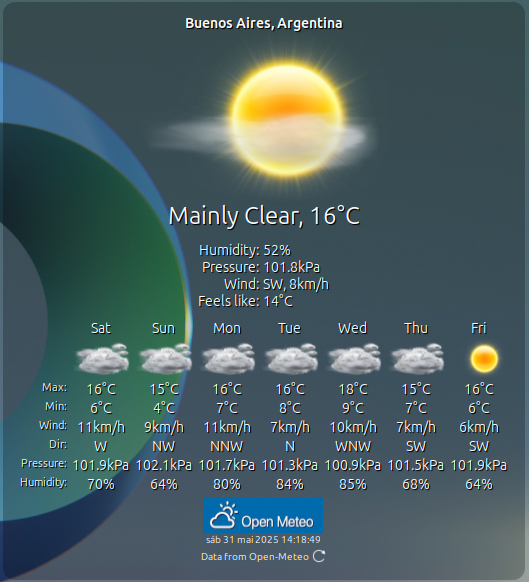 Buenos Aires, Argentina
Mainly Clear, 16°C
Humidity: 52%
Pressure: 101.8kPa
Wind: SW, 8km/h
Feels like: 14°C
Sat Sun Mon Tue Wed Thu Fri
Max: 16°C 15°C 16°C 16°C 18°C 15°C 16°C
Min: 6°C 4°C 7°C 8°C 9°C 7°C 6°C
Wind: 11km/h 9km/h 11km/h 7km/h 10km/h 7km/h 6km/h
Dir: W NW NNW N WNW SW SW
Pressure: 101.9kPa 102.1kPa 101.7kPa 101.3kPa 100.9kPa 101.5kPa 101.9kPa
Humidity: 70% 64% 80% 84% 85% 68% 64%
Open Meteo
sáb 31 mai 2025 14:18:49
Data from Open-Meteo